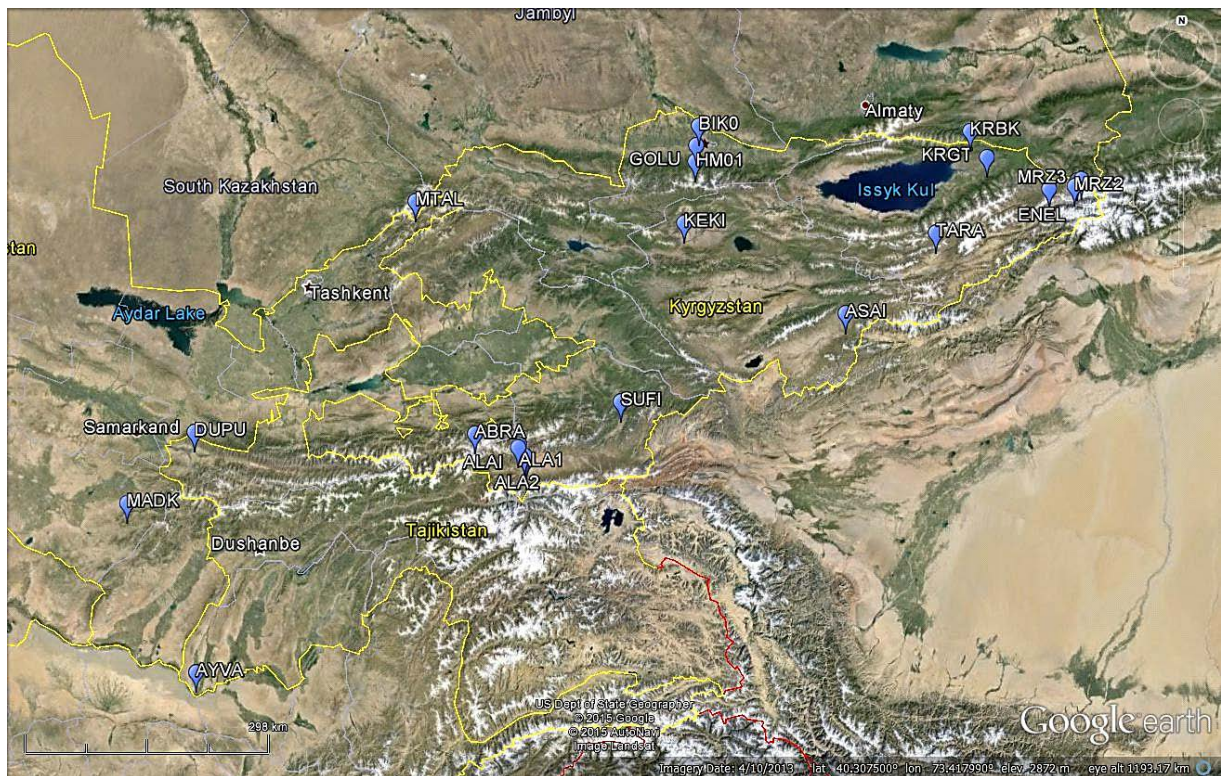 Jambyl
BIK0
Almaty
KRBK
GOLU
HM01
KRGT
South Kazakhstan
Issyk Kul
MRZ3
MRZ2
MTAL
ENEL
KEKI
TARA
stan
Tashkent
Kyrgyzstan
Aydar Lake
ASAI
SUFI
Samarkand
DUPU
ABRA
ALAI
ALA1
ALA2
MADK
Tajikistan
Dushanbe
AYVA
US Dept of State Geographer
© 2015 Google
© 2015 AutoNavi
Image Landsat
298 km
Google earth
Imagery Date: 4/10/2013 lat 40.307500° lon 73.417990° elev 2872 m eye alt 1193.17 km
N